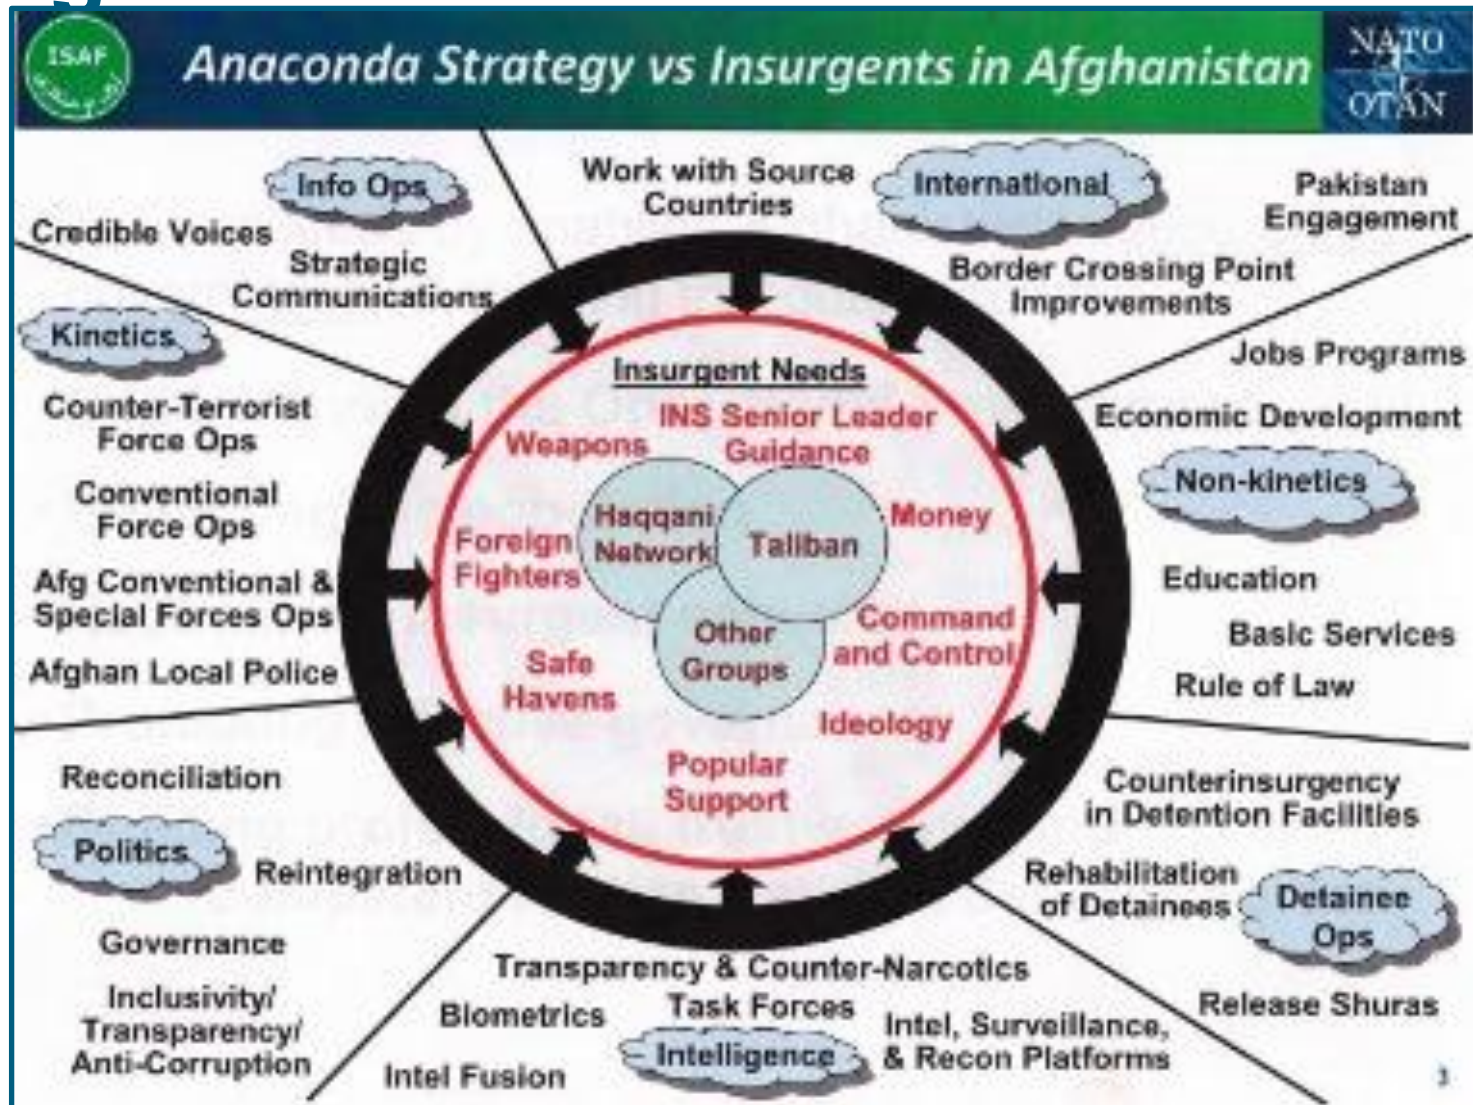 g
ISAF
Anaconda Strategy vs Insurgents in Afghanistan
NATO
OTAN
Info Ops
Credible Voices
Strategic
Communications
Work with Source
Countries
International
Pakistan
Engagement
Border Crossing Point
Improvements
Kinetics
Counter-Terrorist
Force Ops
Conventional
Force Ops
Afg Conventional &
Special Forces Ops
Afghan Local Police
Jobs Programs
Economic Development
Non-kinetics
Education
Basic Services
Rule of Law
Insurgent Needs
INS Senior Leader
Guidance
Weapons
Money
Haqqani
Network
Taliban
Foreign
Fighters
Other
Groups
Command
and Control
Safe
Havens
Ideology
Popular
Support
Reconciliation
Politics
Reintegration
Governance
Inclusivity/
Transparency/
Anti-Corruption
Counterinsurgency
in Detention Facilities
Rehabilitation
of Detainees
Detainee
Ops
Release Shuras
Transparency & Counter-Narcotics
Task Forces
Biometrics
Intelligence
Intel, Surveillance,
& Recon Platforms
Intel Fusion
3